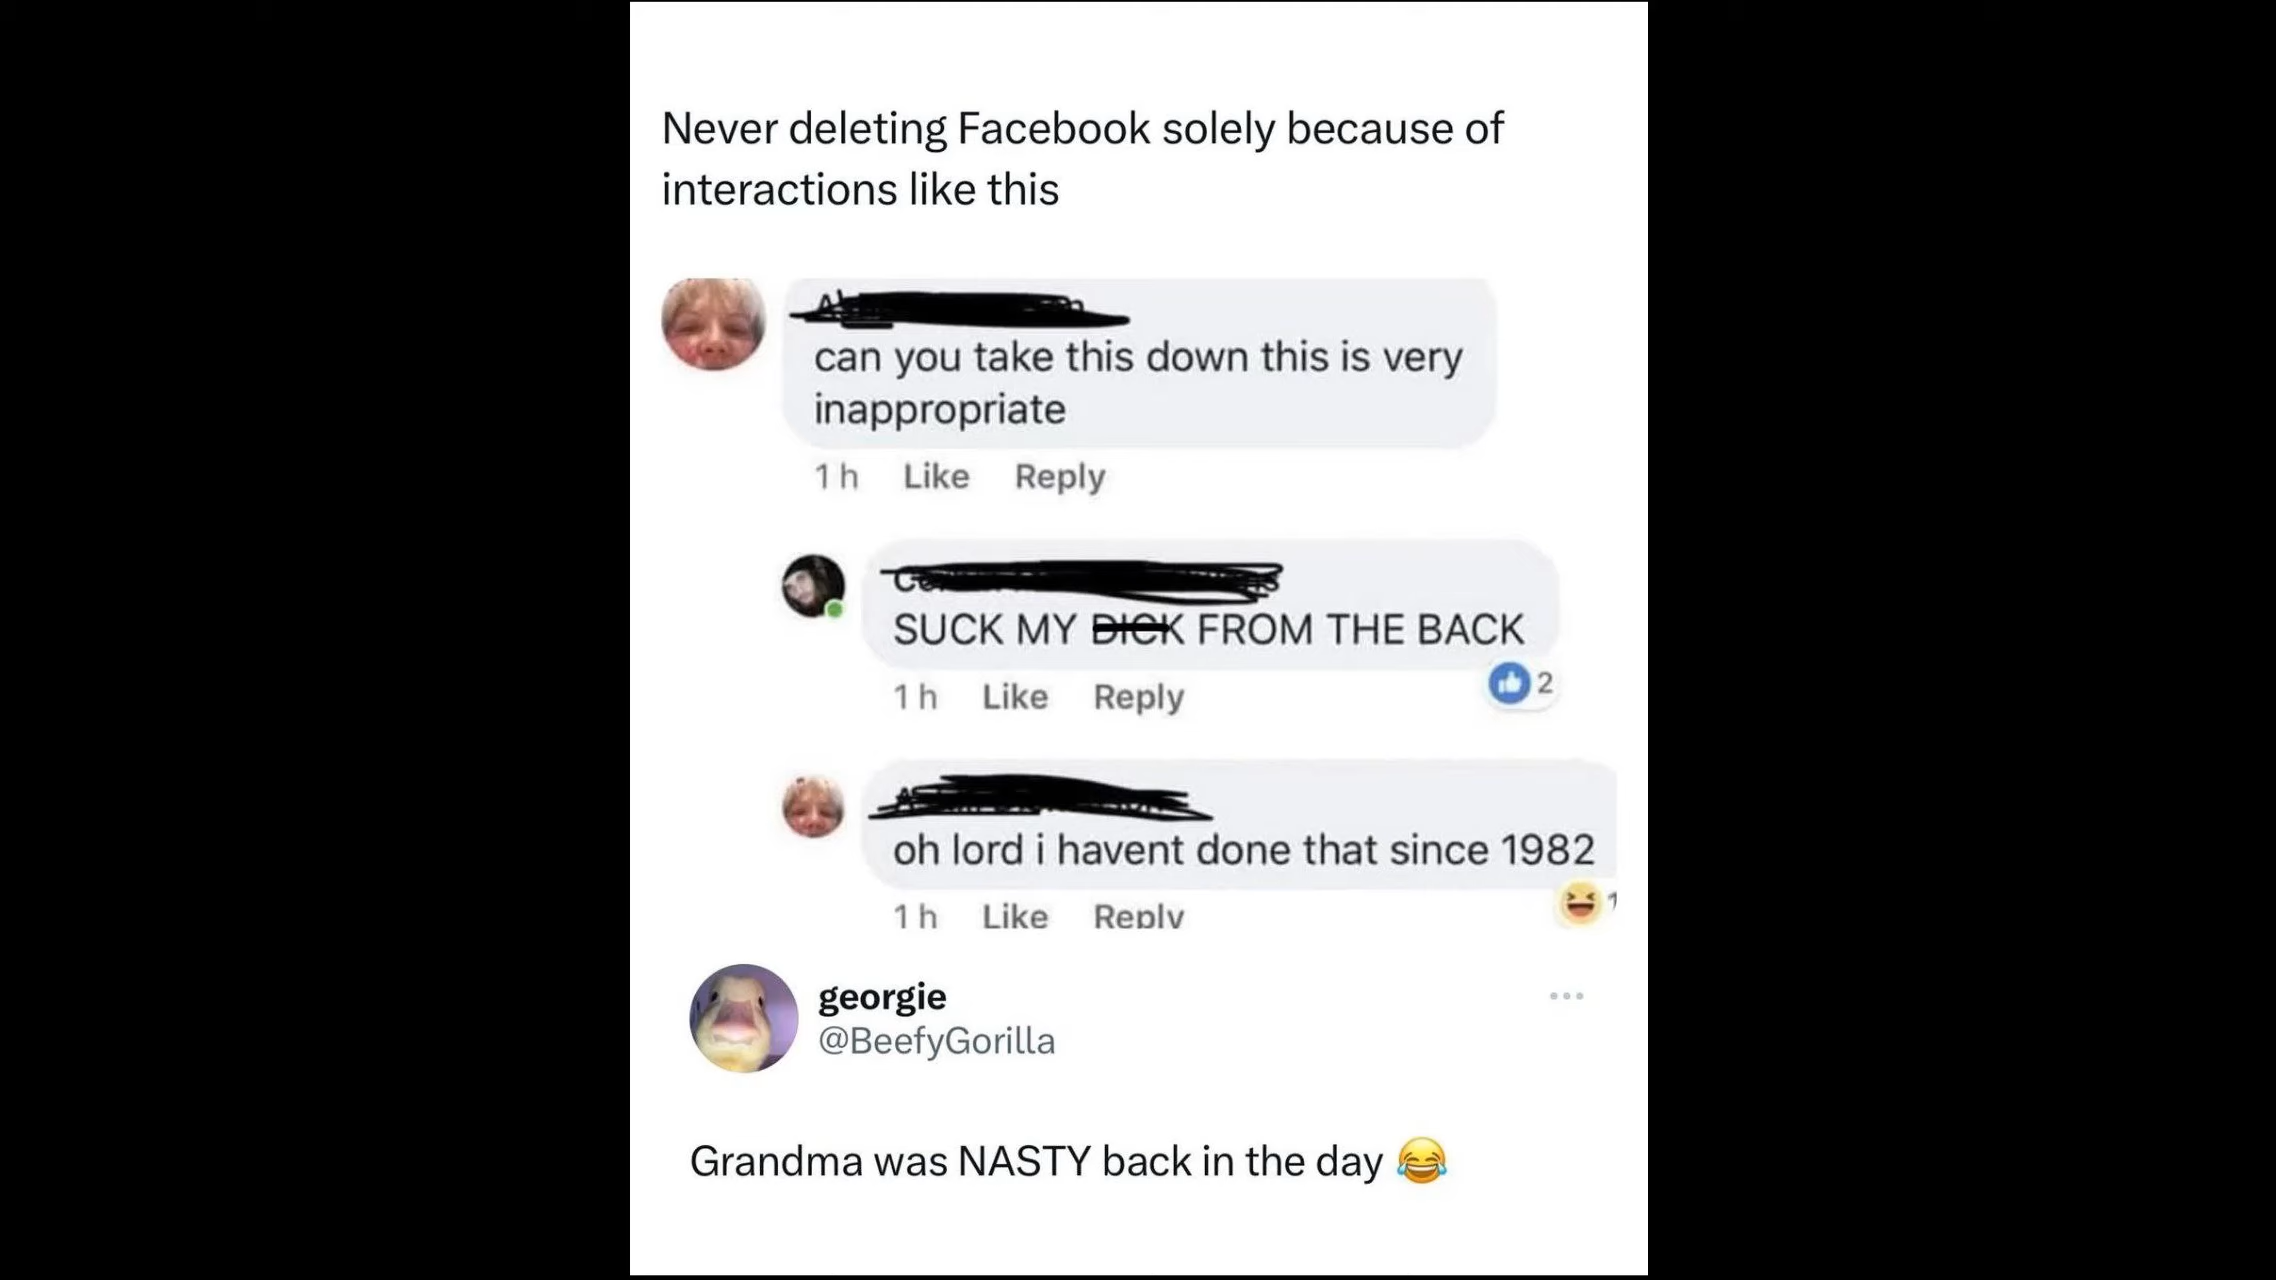 Never deleting Facebook solely because of
interactions like this
can you take this down this is very
inappropriate
1 h Like Reply
SUCK MY DICK FROM THE BACK
2
1 h Like Reply
oh lord i havent done that since 1982
1 h Like Reply
georgie
@BeefyGorilla
Grandma was NASTY back in the day 😂